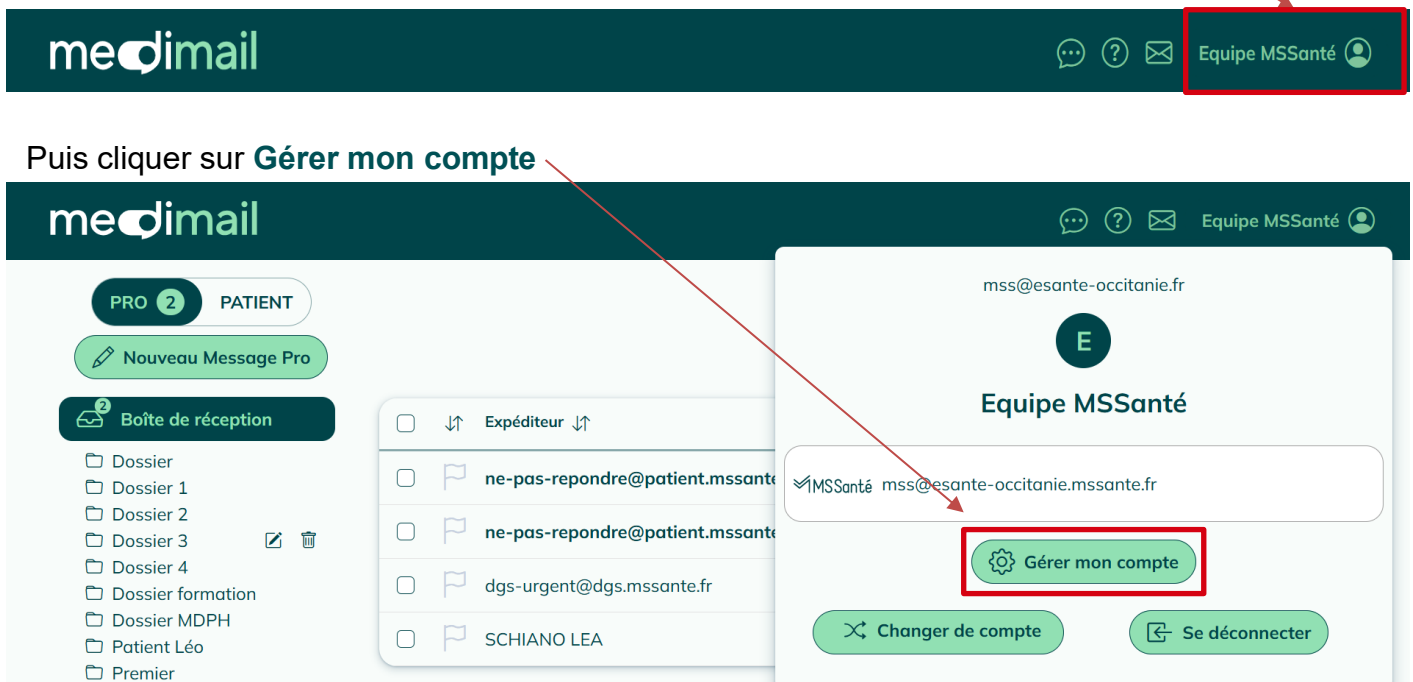 medimail
Equipe MSSanté
Puis cliquer sur Gérer mon compte
medimail
Equipe MSSanté
PRO 2 PATIENT
Nouveau Message Pro
2
Boîte de réception
Dossier
Dossier 1
Dossier 2
Dossier 3
Dossier 4
Dossier formation
Dossier MDPH
Patient Léo
Premier
Expéditeur
ne-pas-repondre@patient.mssante
ne-pas-repondre@patient.mssante
dgs-urgent@dgs.mssante.fr
SCHIANO LEA
mss@esante-occitanie.fr
E
Equipe MSSanté
MSSanté mss@esante-occitanie.mssante.fr
Gérer mon compte
Changer de compte
Se déconnecter